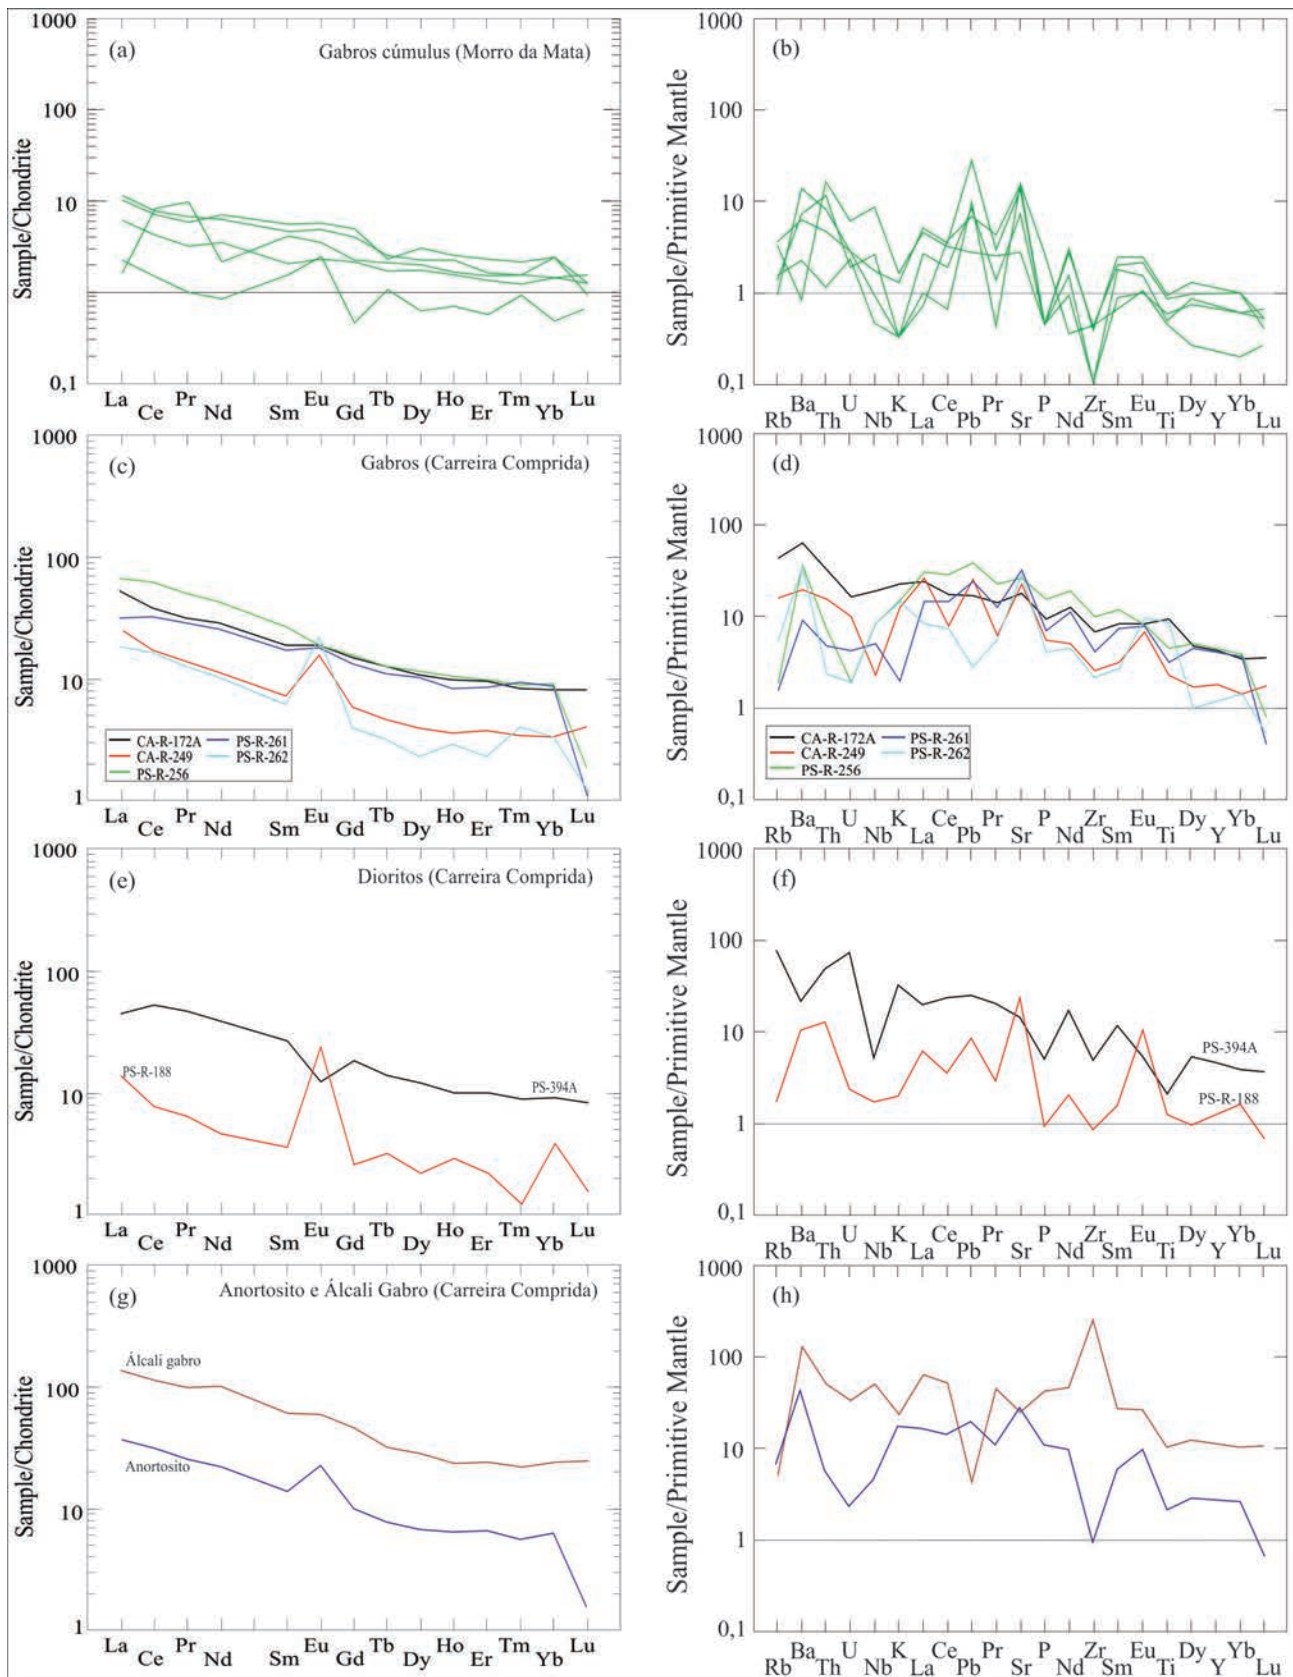 (a)
Gabros cúmulus (Morro da Mata)
Sample/Chondrite
1000
100
10
0,1
La Ce Pr Nd Sm Eu Gd Tb Dy Ho Er Tm Yb Lu
(b)
Sample/Primitive Mantle
1000
100
10
1
0,1
Rb Ba Th U Nb K La Ce Pb Pr Sr P Nd Zr Sm Eu Ti Dy Y Yb Lu
(c)
Gabros (Carreira Comprida)
Sample/Chondrite
1000
100
10
1
CA-R-172A
CA-R-249
PS-R-256
PS-R-261
PS-R-262
La Ce Pr Nd Sm Eu Gd Tb Dy Ho Er Tm Yb Lu
(d)
Sample/Primitive Mantle
1000
100
10
1
0,1
CA-R-172A
CA-R-249
PS-R-256
PS-R-261
PS-R-262
Rb Ba Th U Nb K La Ce Pb Pr Sr P Nd Zr Sm Eu Ti Dy Y Yb Lu
(e)
Dioritos (Carreira Comprida)
Sample/Chondrite
1000
100
10
1
PS-R-188
PS-394A
La Ce Pr Nd Sm Eu Gd Tb Dy Ho Er Tm Yb Lu
(f)
Sample/Primitive Mantle
1000
100
10
1
0,1
PS-394A
PS-R-188
Rb Ba Th U Nb K La Ce Pb Pr Sr P Nd Zr Sm Eu Ti Dy Y Yb Lu
(g)
Anortosito e Álcali Gabro (Carreira Comprida)
Sample/Chondrite
1000
100
10
1
Álcali gabro
Anortosito
La Ce Pr Nd Sm Eu Gd Tb Dy Ho Er Tm Yb Lu
(h)
Sample/Primitive Mantle
1000
100
10
1
0,1
Rb Ba Th U Nb K La Ce Pb Pr Sr P Nd Zr Sm Eu Ti Dy Y Yb Lu